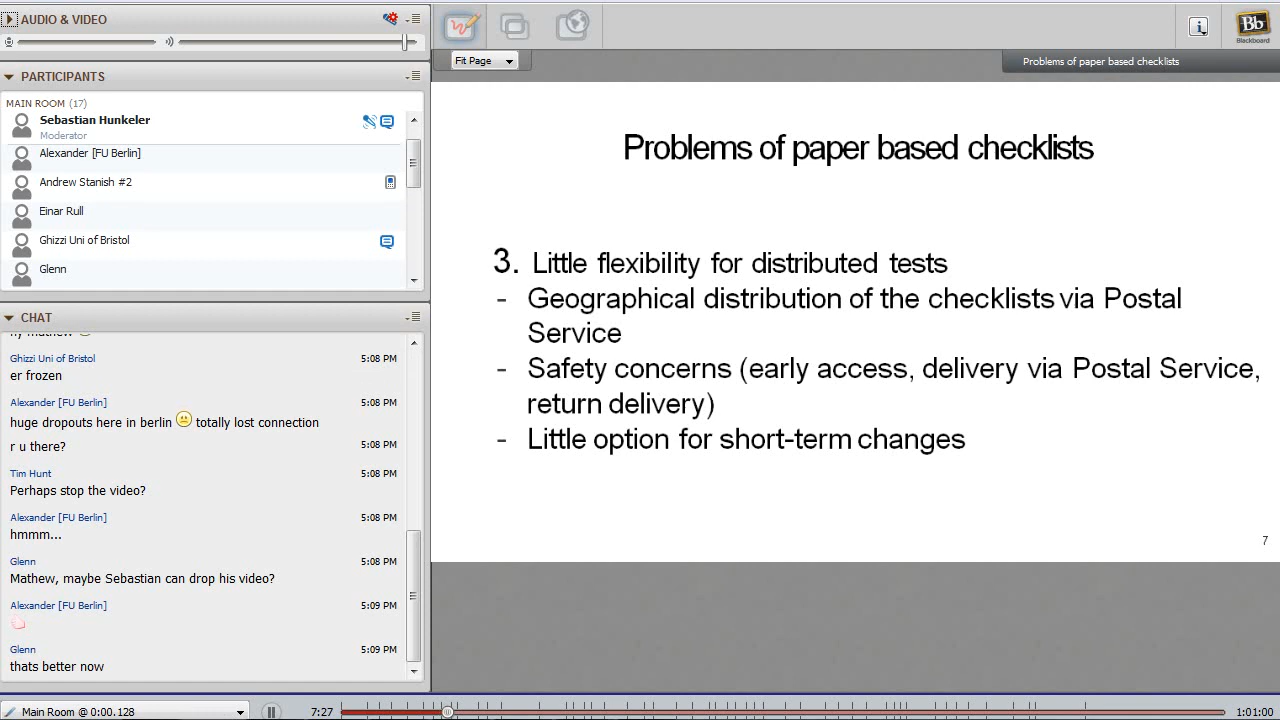 AUDIO & VIDEO
PARTICIPANTS
MAIN ROOM (17)
Sebastian Hunkeler
Moderator
Alexander [FU Berlin]
Andrew Stanish #2
Einar Rull
Ghizzi Uni of Bristol
Glenn
CHAT
Ghizzi Uni of Bristol 5:08 PM
er frozen
Alexander [FU Berlin] 5:08 PM
huge dropouts here in berlin totally lost connection
r u there? 5:08 PM
Tim Hunt 5:08 PM
Perhaps stop the video?
Alexander [FU Berlin] 5:08 PM
hmmm...
Glenn 5:08 PM
Mathew, maybe Sebastian can drop his video?
Alexander [FU Berlin] 5:09 PM
Glenn 5:09 PM
thats better now
Fit Page
Bb
Blackboard
Problems of paper based checklists
Problems of paper based checklists
3. Little flexibility for distributed tests
- Geographical distribution of the checklists via Postal
Service
- Safety concerns (early access, delivery via Postal Service,
return delivery)
- Little option for short-term changes
7
Main Room @ 0:00.128
7:27
1:01:00